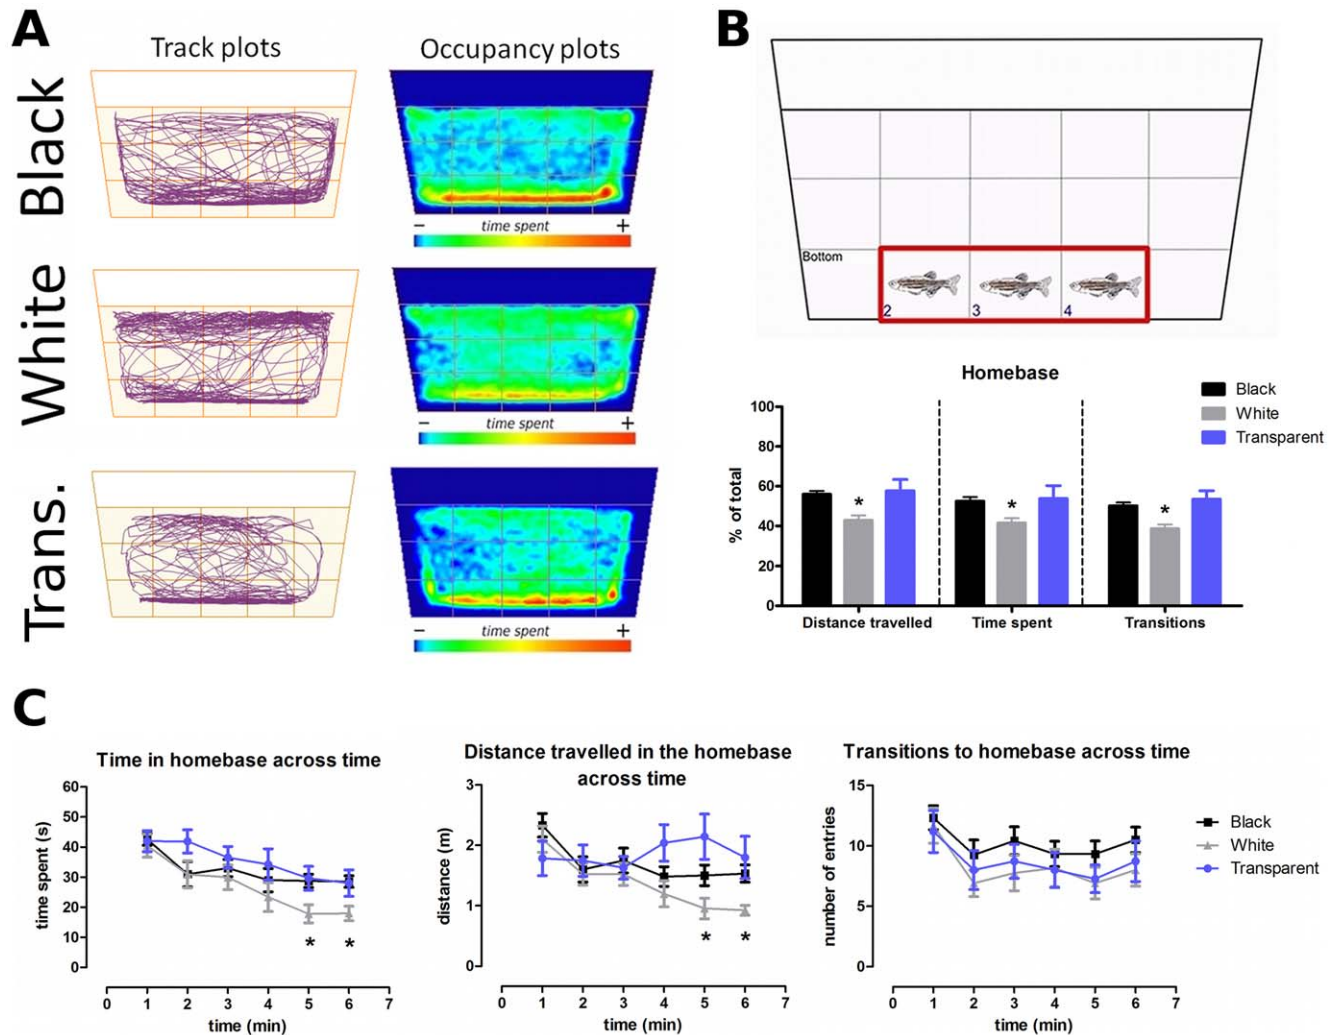 A
Track plots
Occupancy plots
Black
− time spent +
White
− time spent +
Trans.
− time spent +
B
Bottom
2 3 4
Homebase
Black
White
Transparent
% of total
100
80
60
40
20
0
* * *
Distance travelled Time spent Transitions
C
Time in homebase across time
time spent (s)
60
50
40
30
20
10
0
* *
0 1 2 3 4 5 6 7
time (min)
Distance travelled in the homebase
across time
distance (m)
3
2
1
0
* *
0 1 2 3 4 5 6 7
time (min)
Transitions to homebase across time
number of entries
15
10
5
0
0 1 2 3 4 5 6 7
time (min)
Black
White
Transparent